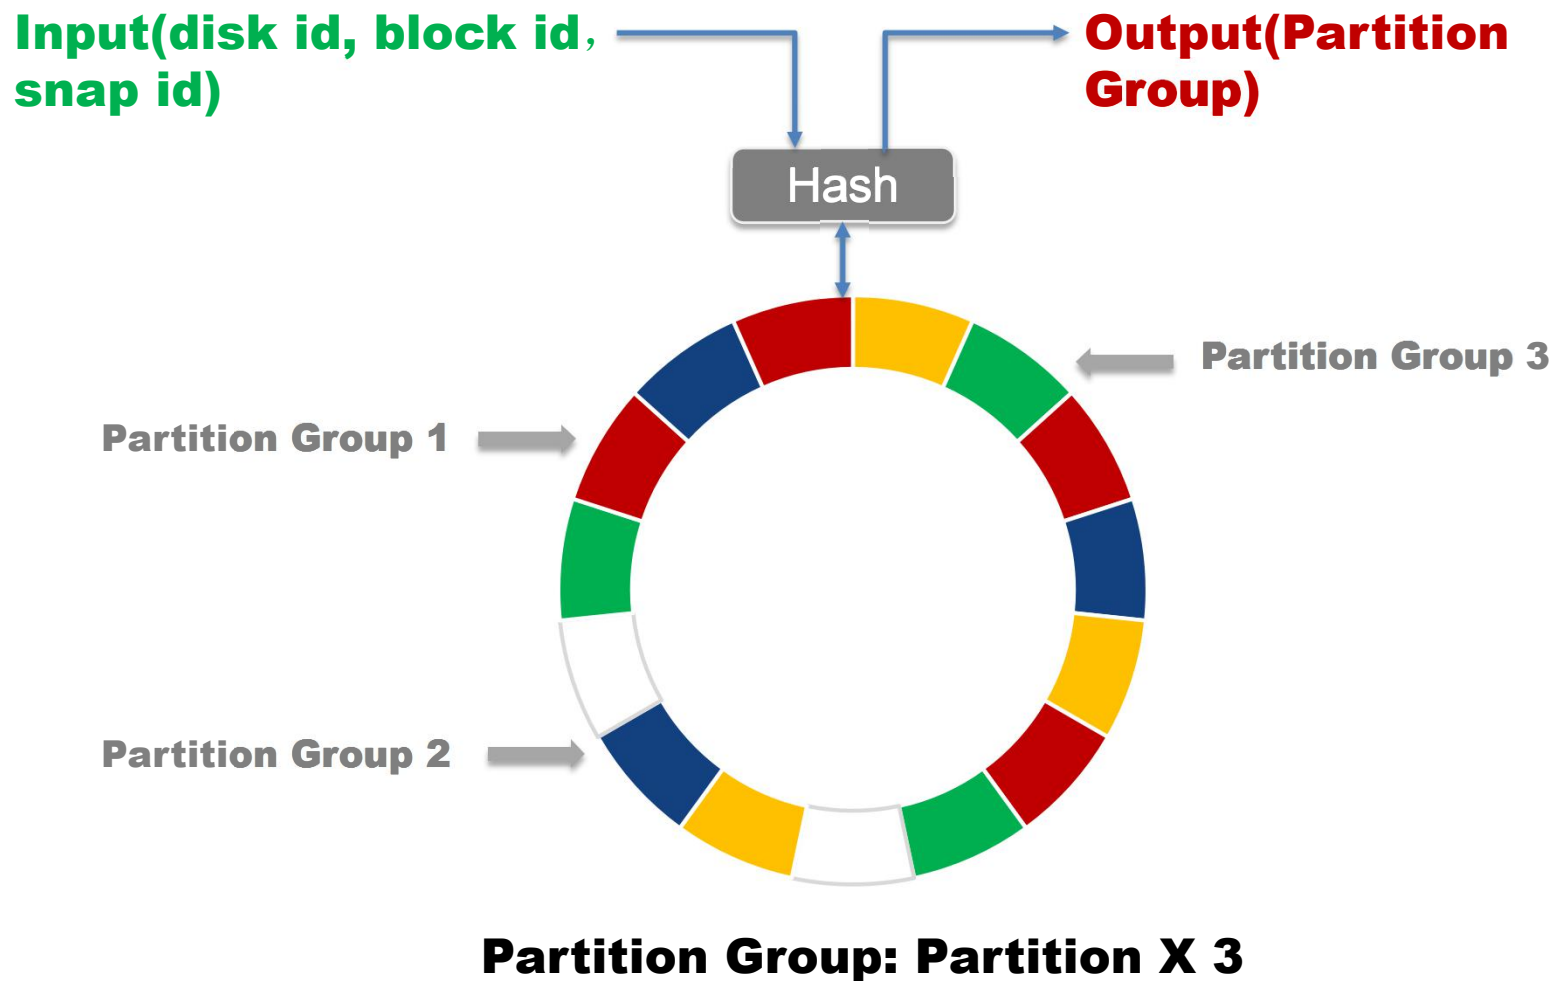 Input(disk id, block id，
snap id)
Output(Partition
Group)
Hash
Partition Group 3
Partition Group 1
Partition Group 2
Partition Group: Partition X 3